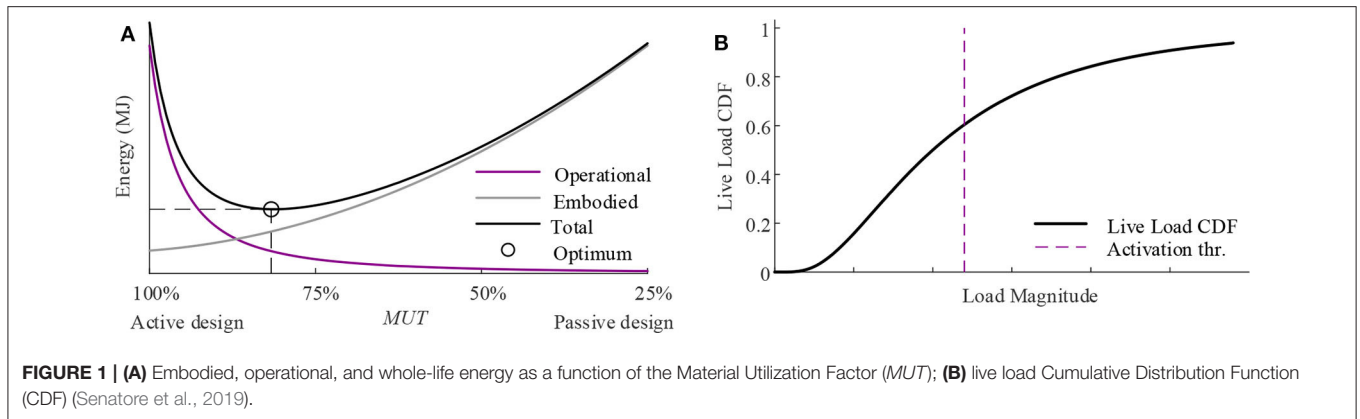 A
Energy (MJ)
Operational
Embodied
Total
Optimum
100%
75%
50%
25%
Active design
MUT
Passive design
B
Live Load CDF
1
0.8
0.6
0.4
0.2
0
Live Load CDF
Activation thr.
Load Magnitude
FIGURE 1 | (A) Embodied, operational, and whole-life energy as a function of the Material Utilization Factor (MUT); (B) live load Cumulative Distribution Function
(CDF) (Senatore et al., 2019).